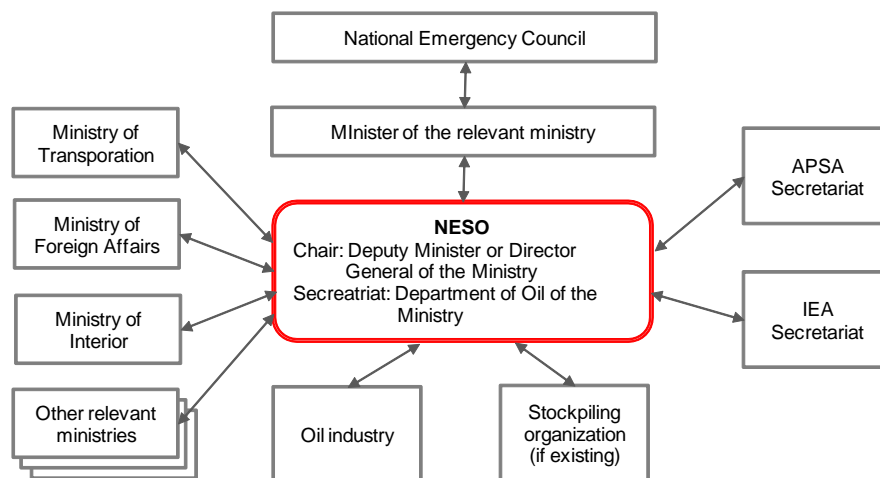 National Emergency Council
MInister of the relevant ministry
Ministry of
Transporation
Ministry of
Foreign Affairs
Ministry of
Interior
Other relevant
ministries
NESO
Chair: Deputy Minister or Director
General of the Ministry
Secreatriat: Department of Oil of the
Ministry
APSA
Secretariat
IEA
Secretariat
Oil industry
Stockpiling
organization
(if existing)